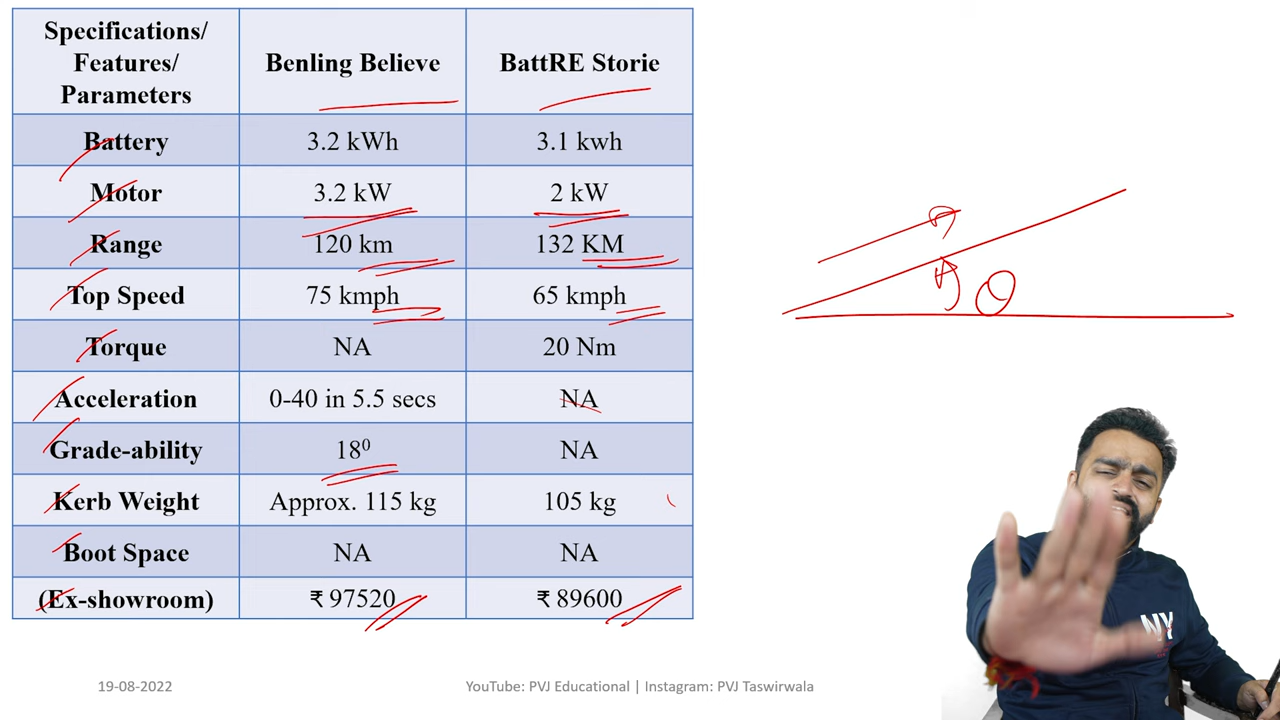 Specifications/
Features/
Parameters
Benling Believe
BattRE Storie
Battery
3.2 kWh
3.1 kwh
Motor
3.2 kW
2 kW
Range
120 km
132 KM
Top Speed
75 kmph
65 kmph
Torque
NA
20 Nm
Acceleration
0-40 in 5.5 secs
NA
Grade-ability
18⁰
NA
Kerb Weight
Approx. 115 kg
105 kg
Boot Space
NA
NA
(Ex-showroom)
₹ 97520
₹ 89600
θ
NY
19-08-2022
YouTube: PVJ Educational | Instagram: PVJ Taswirwala